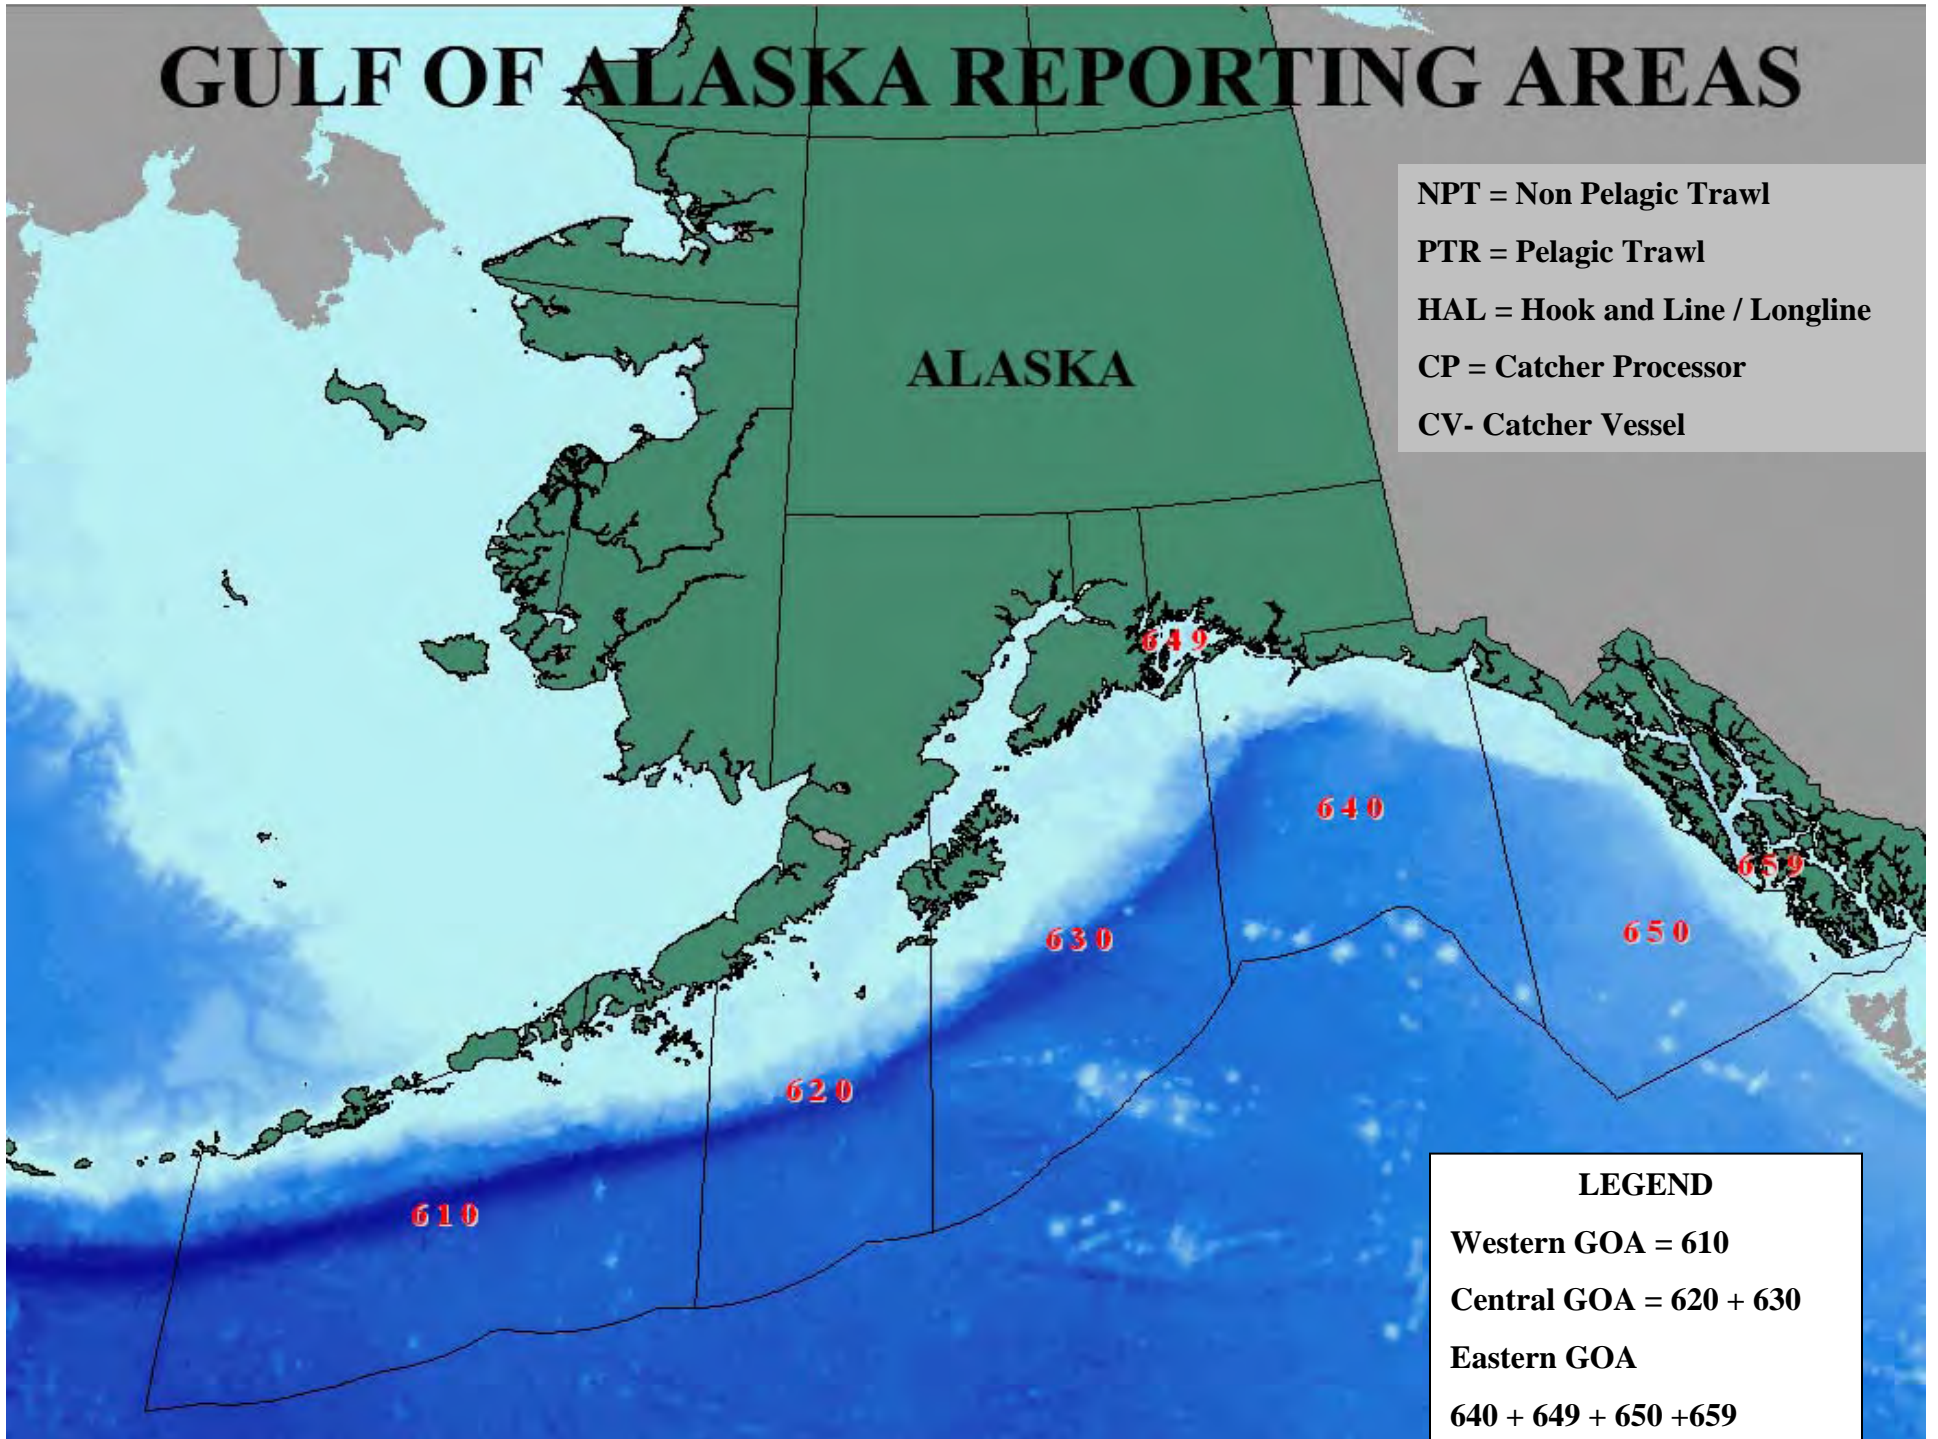 GULF OF ALASKA REPORTING AREAS
NPT = Non Pelagic Trawl
PTR = Pelagic Trawl
HAL = Hook and Line / Longline
CP = Catcher Processor
CV- Catcher Vessel
ALASKA
649
640
659
650
630
620
610
LEGEND
Western GOA = 610
Central GOA = 620 + 630
Eastern GOA
640 + 649 + 650 +659